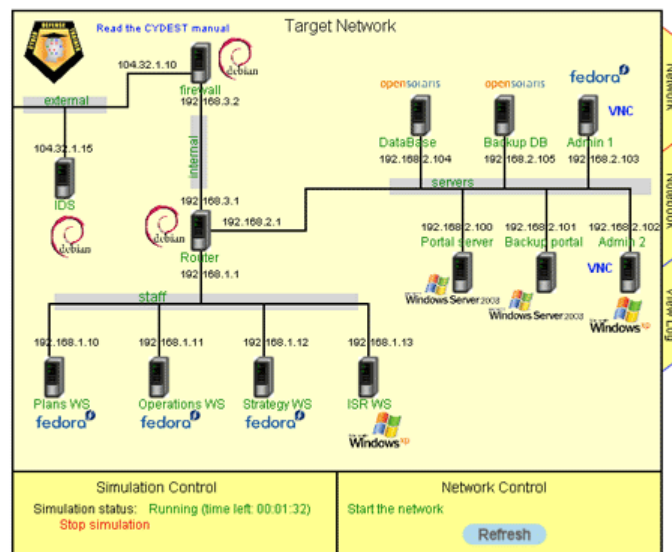 Read the CYDEST manual
Target Network
104.32.1.10
debian
firewall
external
192.168.3.2
opensolaris
opensolaris
fedora
VNC
internal
104.32.1.15
DataBase
Backup DB
Admin 1
192.168.2.104
192.168.2.105
192.168.2.103
servers
IDS
debian
192.168.3.1
debian
192.168.2.1
Router
192.168.1.1
192.168.2.100
192.168.2.101
192.168.2.102
Portal server
Backup portal
Admin 2
VNC
Windows Server 2003
Windows Server 2003
Windows xp
staff
192.168.1.10
192.168.1.11
192.168.1.12
192.168.1.13
Plans WS
Operations WS
Strategy WS
ISR WS
fedora
fedora
fedora
Windows xp
Network
Notebook
View Log
Simulation Control
Simulation status: Running (time left: 00:01:32)
Stop simulation
Network Control
Start the network
Refresh